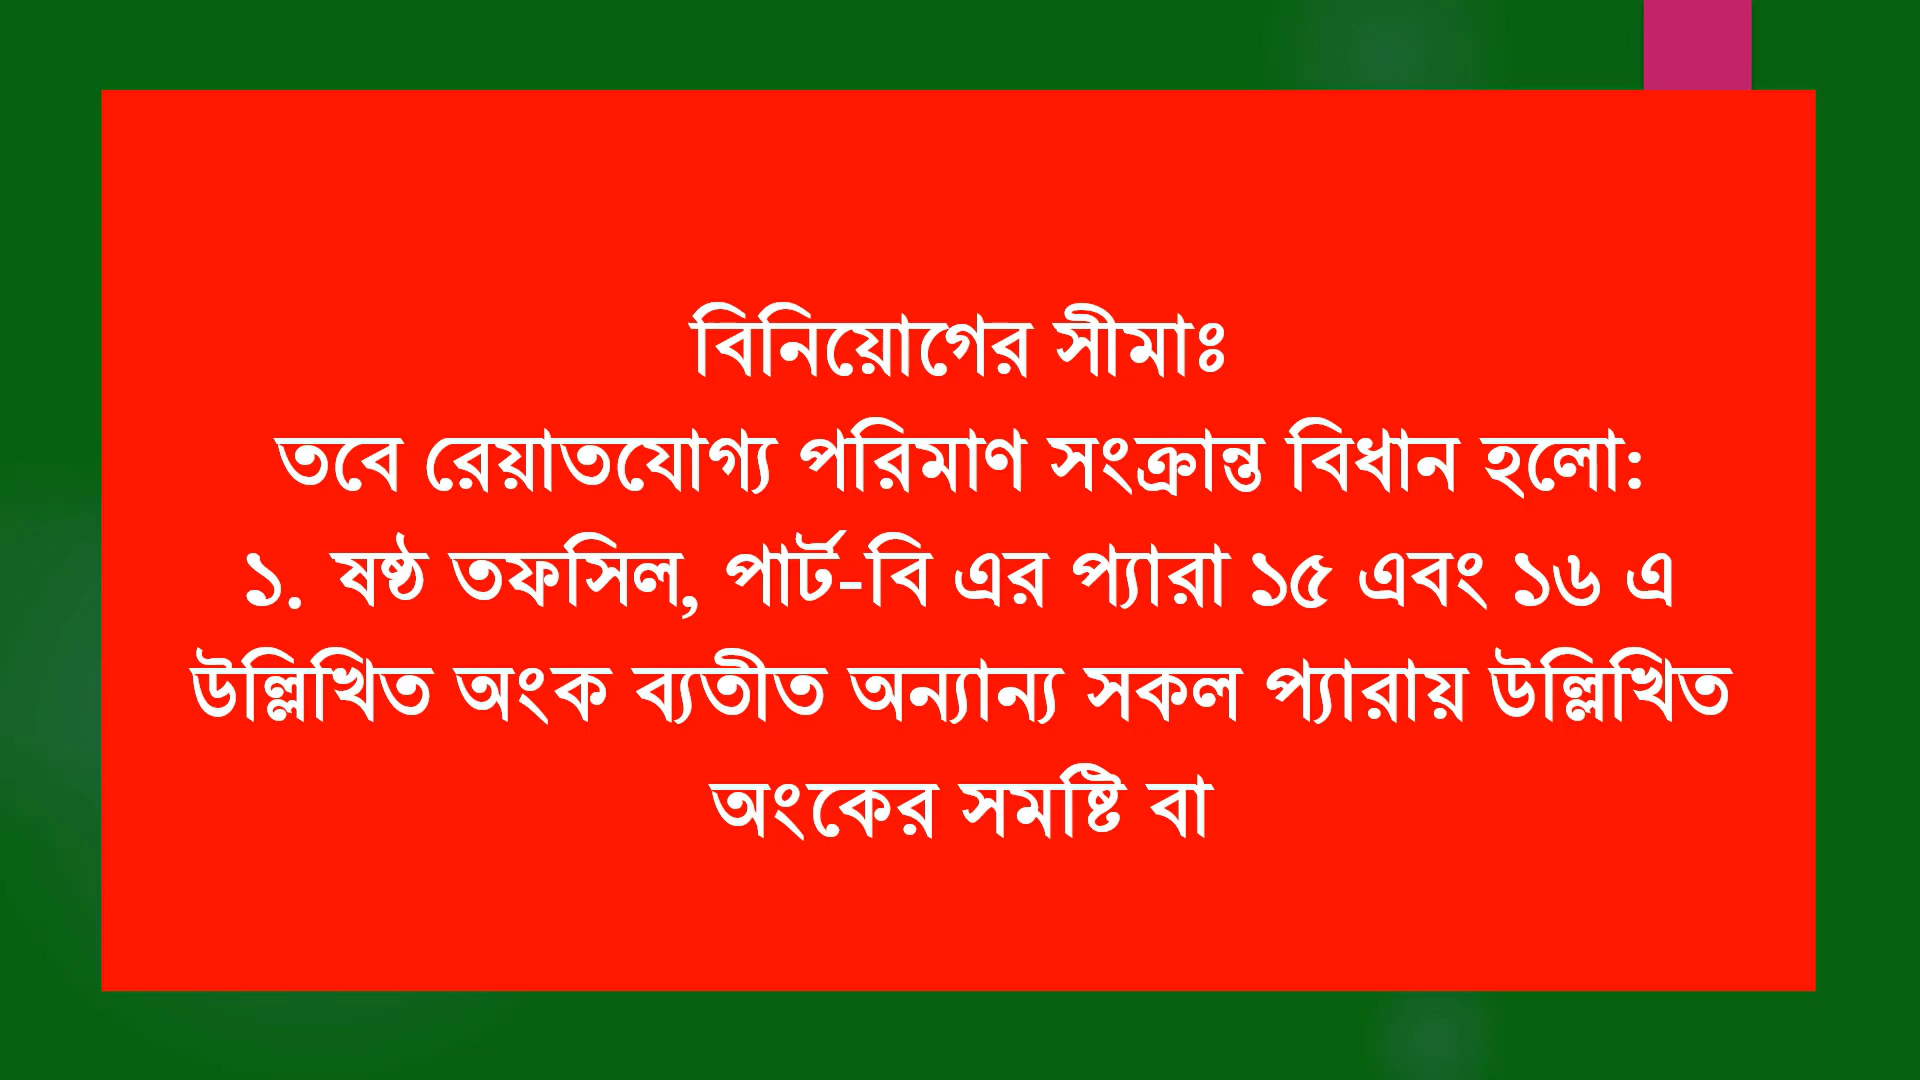 বিনিয়োগের সীমাঃ
তবে রেয়াতযোগ্য পরিমাণ সংক্রান্ত বিধান হলো:
১. ষষ্ঠ তফসিল, পার্ট-বি এর প্যারা ১৫ এবং ১৬ এ
উল্লিখিত অংক ব্যতীত অন্যান্য সকল প্যারায় উল্লিখিত
অংকের সমষ্টি বা